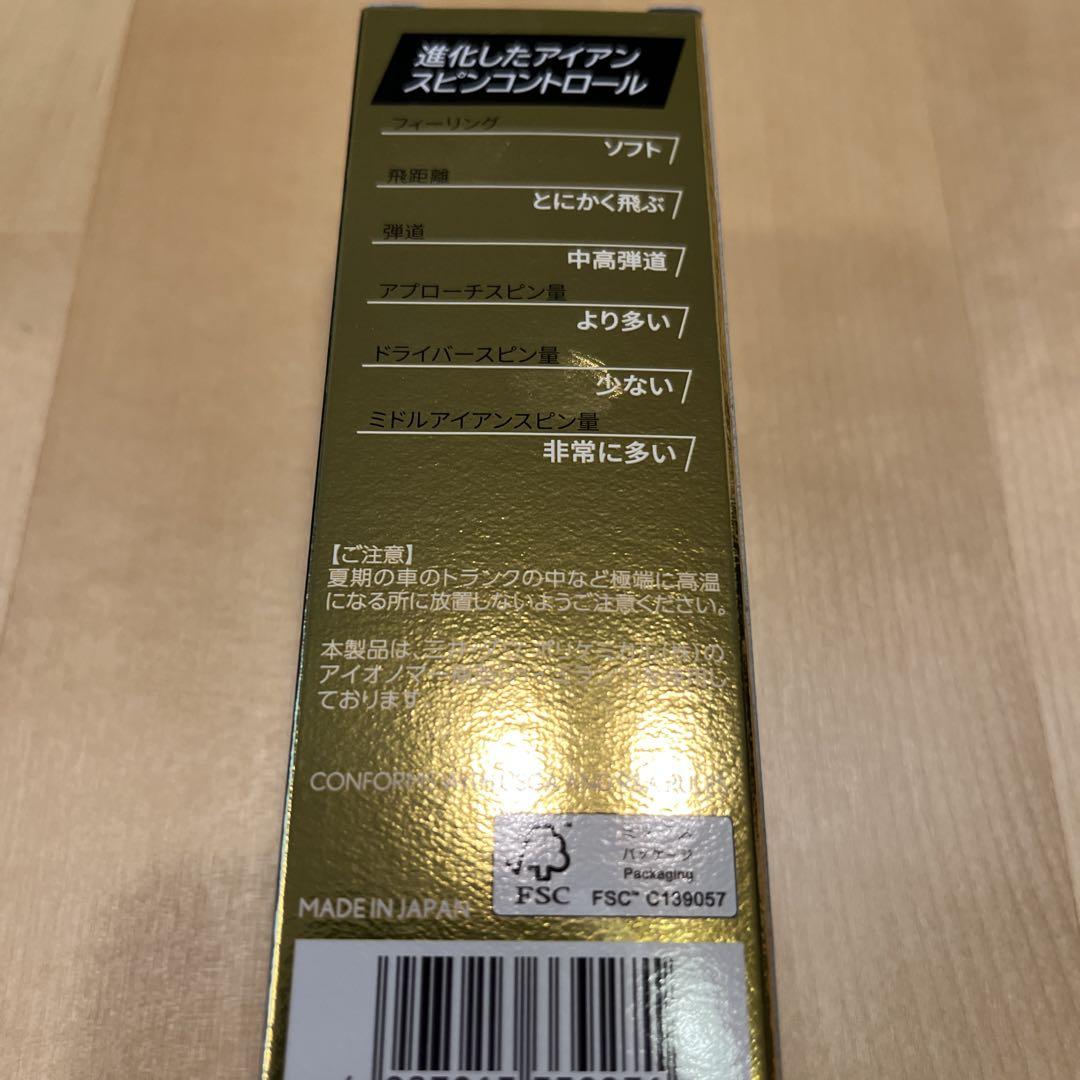 進化したアイアン
スピンコントロール
フィーリング
ソフト
飛距離
とにかく飛ぶ
弾道
中高弾道
アプローチスピン量
より多い
ドライバースピン量
少ない
ミドルアイアンスピン量
非常に多い
【ご注意】
夏期の車のトランクの中など極端に高温
になる所に放置しないようご注意ください。
本製品は、
アイオノマー
ております
FSC
パッケージ
Packaging
FSC™ C139057
MADE IN JAPAN